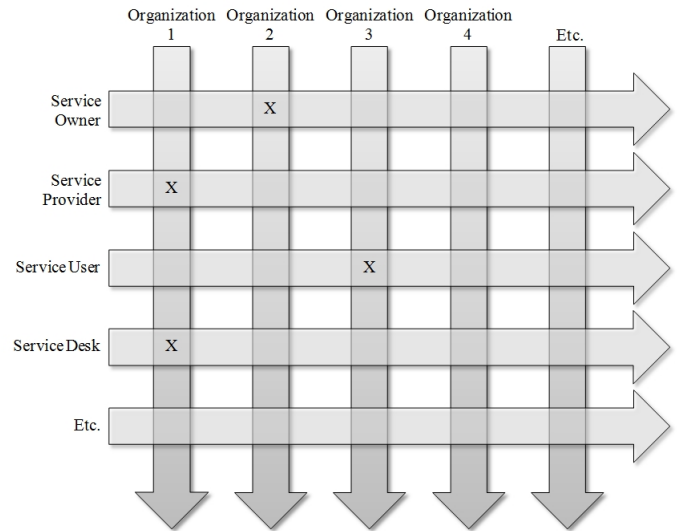 Organization Organization Organization Organization
1 2 3 4 Etc.
Service
Owner X
Service
Provider X
Service User X
Service Desk X
Etc.